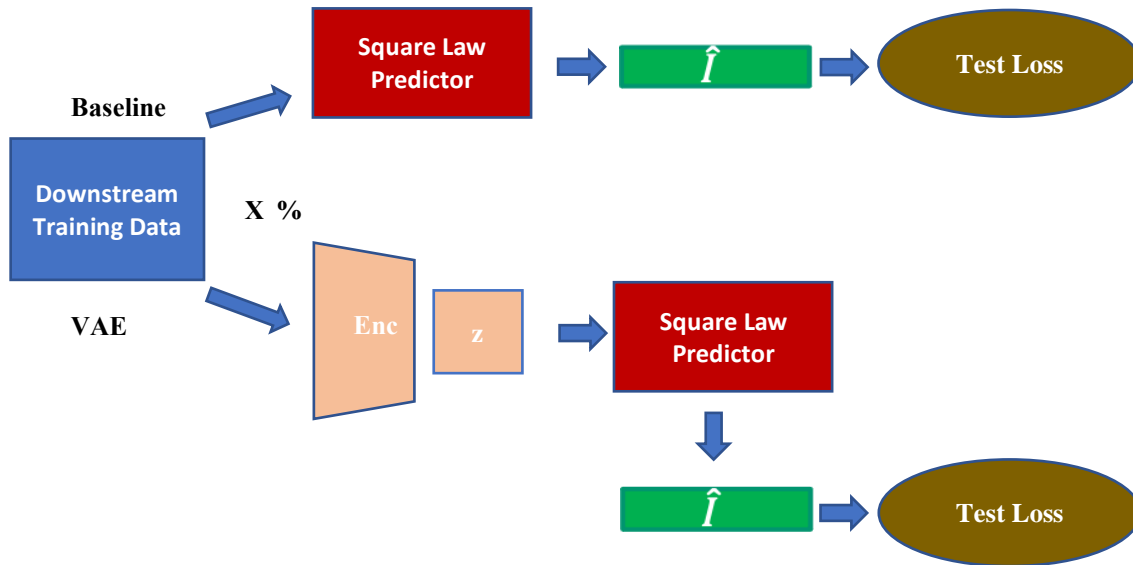 Square Law
Predictor
Î
Test Loss
Baseline
Downstream
Training Data
X %
VAE
Enc
z
Square Law
Predictor
Î
Test Loss